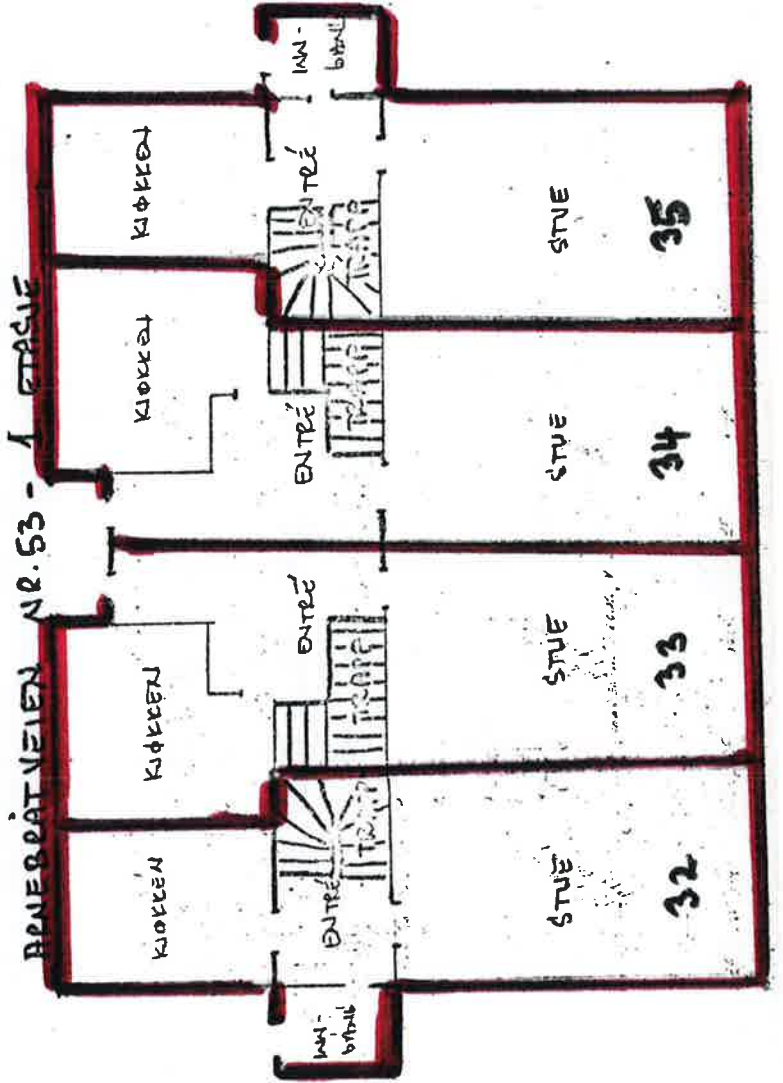 ARNEBRÅTVEIEN NR. 53 - 1 ETASJE
KJØKKEN
KJØKKEN
KJØKKEN
KJØKKEN
INN-
GANG
ENTRÉ
TRAPP
TRAPP
ENTRÉ
ENTRÉ
TRAPP
TRAPP
ENTRÉ
INN-
GANG
STUE
STUE
STUE
STUE
32
33
34
35